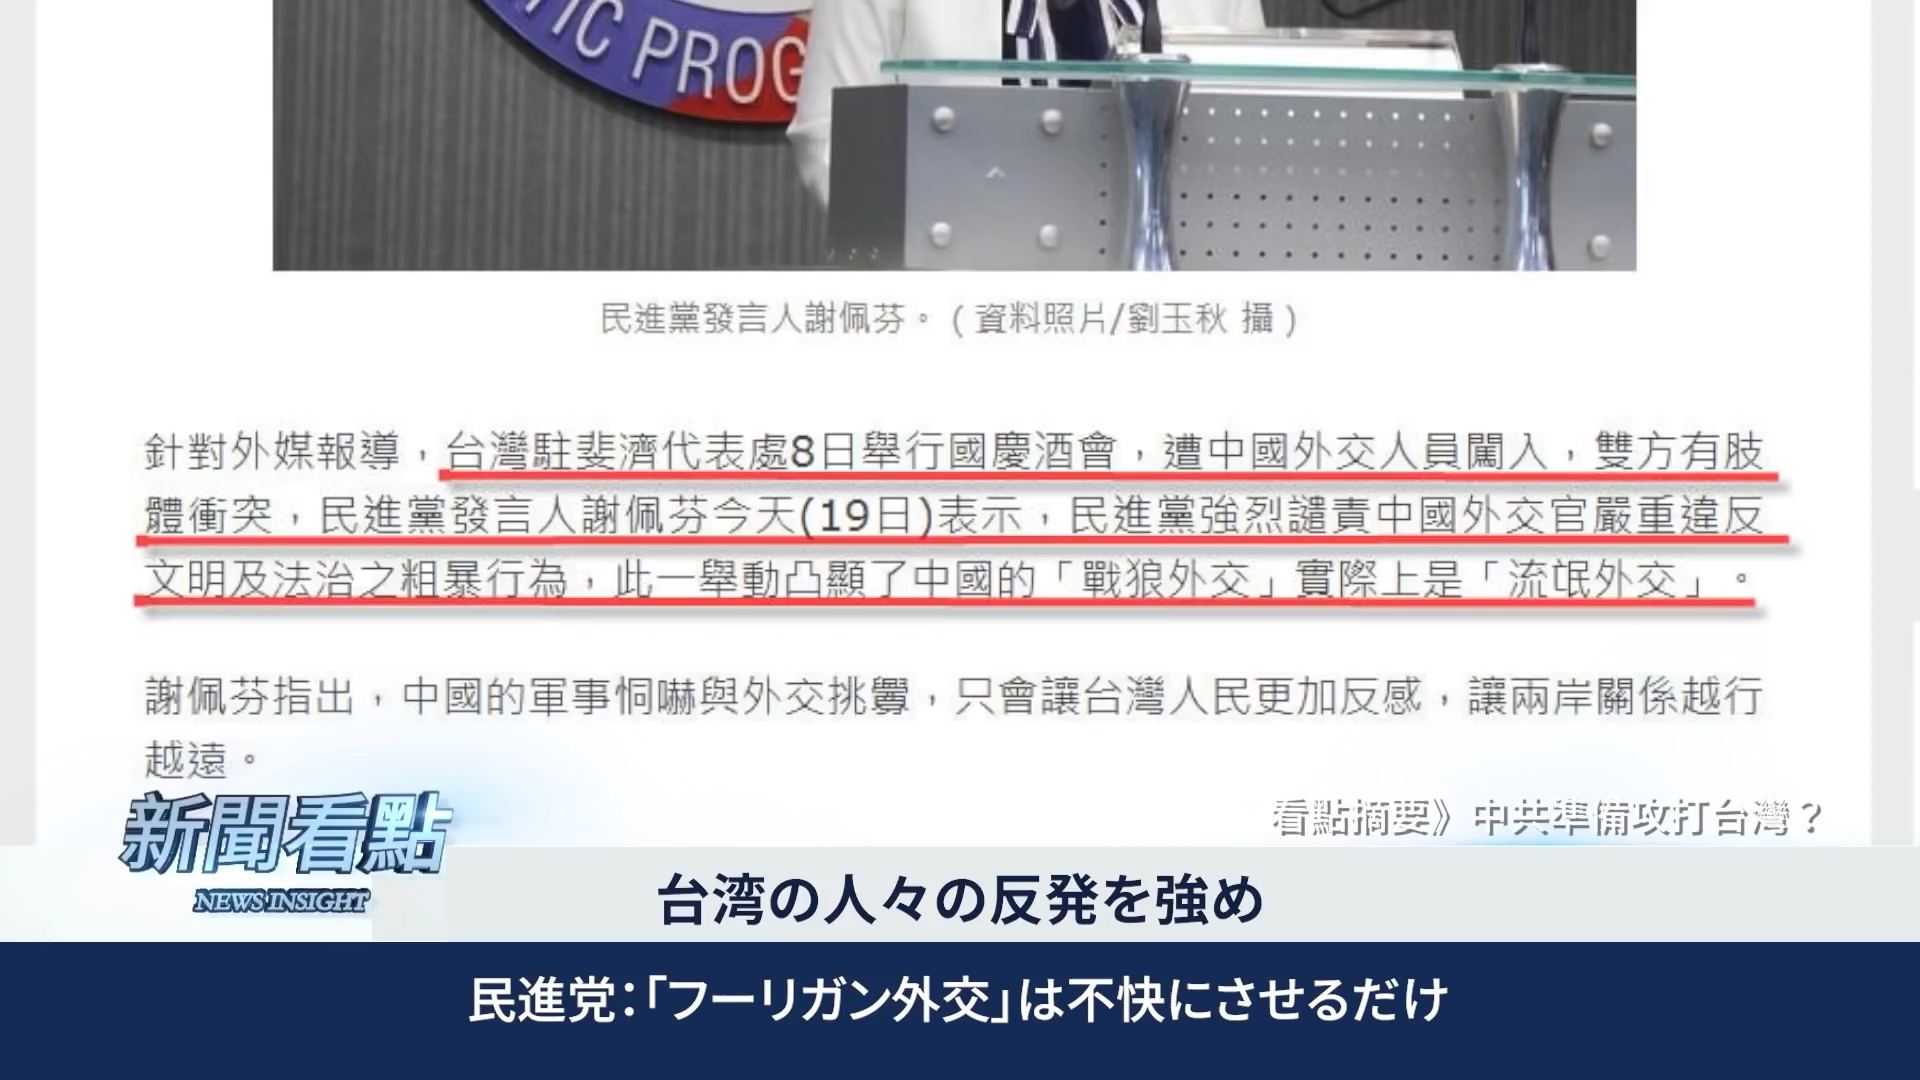 TIC PROG
民進黨發言人謝佩芬。(資料照片/劉玉秋 攝)
針對外媒報導，台灣駐斐濟代表處8日舉行國慶酒會，遭中國外交人員闖入，雙方有肢
體衝突，民進黨發言人謝佩芬今天(19日)表示，民進黨強烈譴責中國外交官嚴重違反
文明及法治之粗暴行為，此一舉動凸顯了中國的「戰狼外交」實際上是「流氓外交」。
謝佩芬指出，中國的軍事恫嚇與外交挑釁，只會讓台灣人民更加反感，讓兩岸關係越行
越遠。
新聞看點
NEWS INSIGHT
看點摘要》中共準備攻打台灣？
台湾の人々の反発を強め
民進党：「フーリガン外交」は不快にさせるだけ